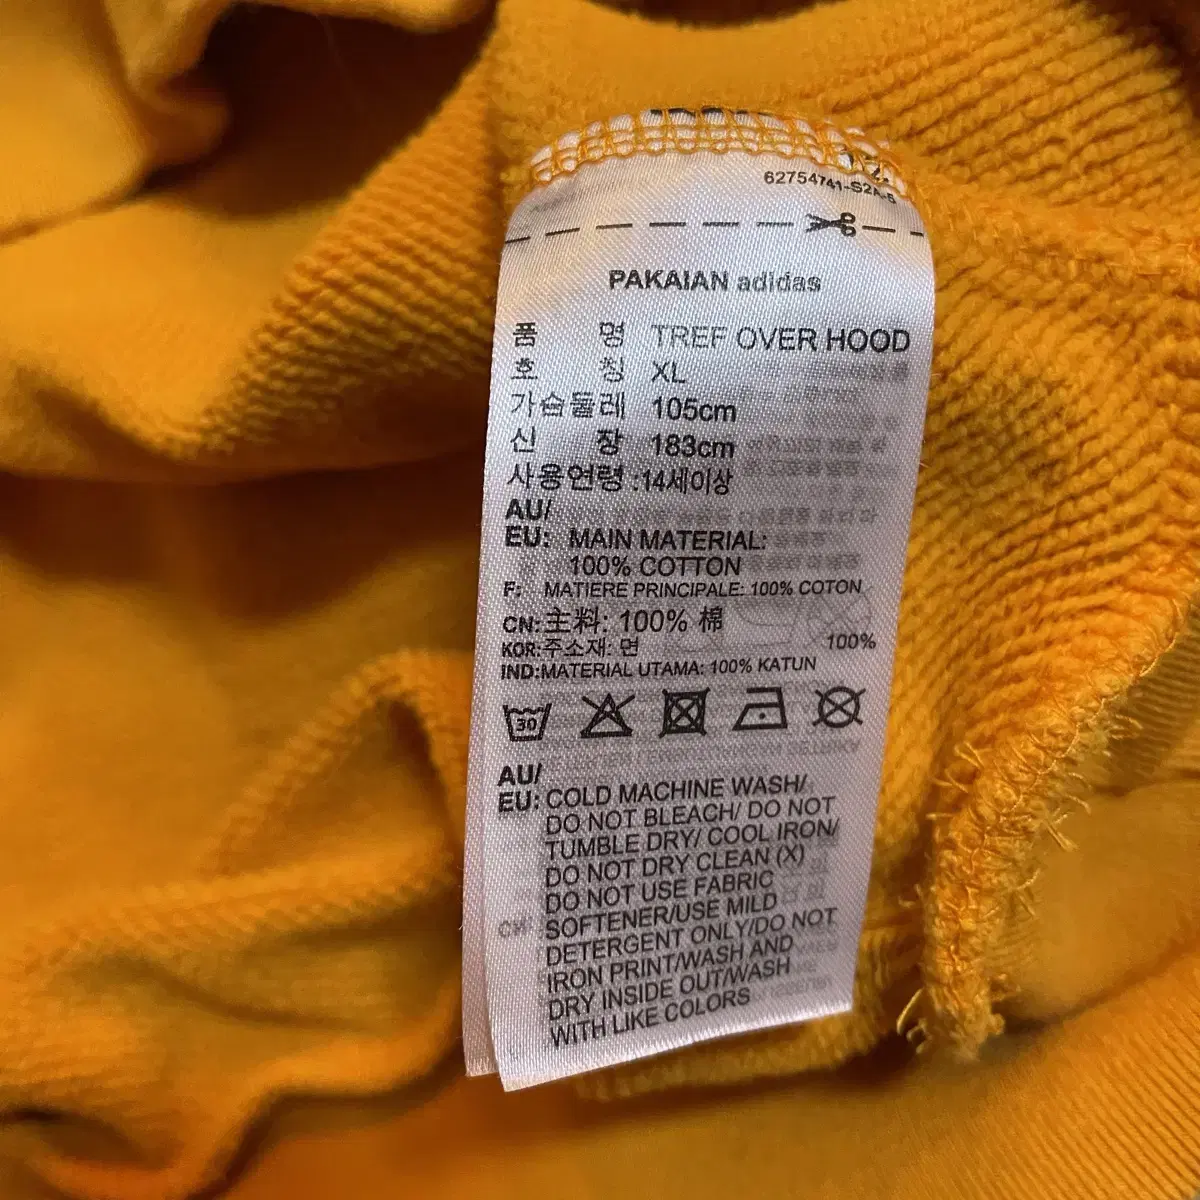 62754741-S2A-5
PAKAIAN adidas
품 명 TREF OVER HOOD
호 칭 XL
가슴둘레 105cm
신 장 183cm
사용연령 :14세이상
AU/
EU: MAIN MATERIAL:
100% COTTON
F: MATIERE PRINCIPALE: 100% COTON
CN:主料: 100% 棉
KOR:주소재: 면 100%
IND:MATERIAL UTAMA: 100% KATUN
30
AU/
EU: COLD MACHINE WASH/
DO NOT BLEACH/ DO NOT
TUMBLE DRY/ COOL IRON/
DO NOT DRY CLEAN (X)
DO NOT USE FABRIC
SOFTENER/USE MILD
DETERGENT ONLY/DO NOT
IRON PRINT/WASH AND
DRY INSIDE OUT/WASH
WITH LIKE COLORS